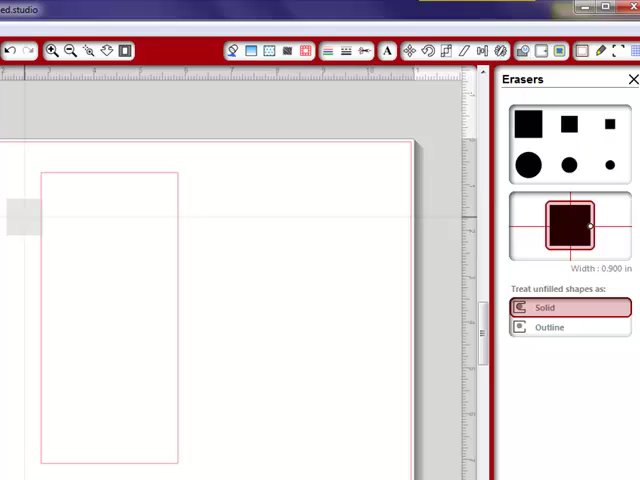 ed.studio
A
Erasers
Width : 0.900 in
Treat unfilled shapes as:
Solid
Outline